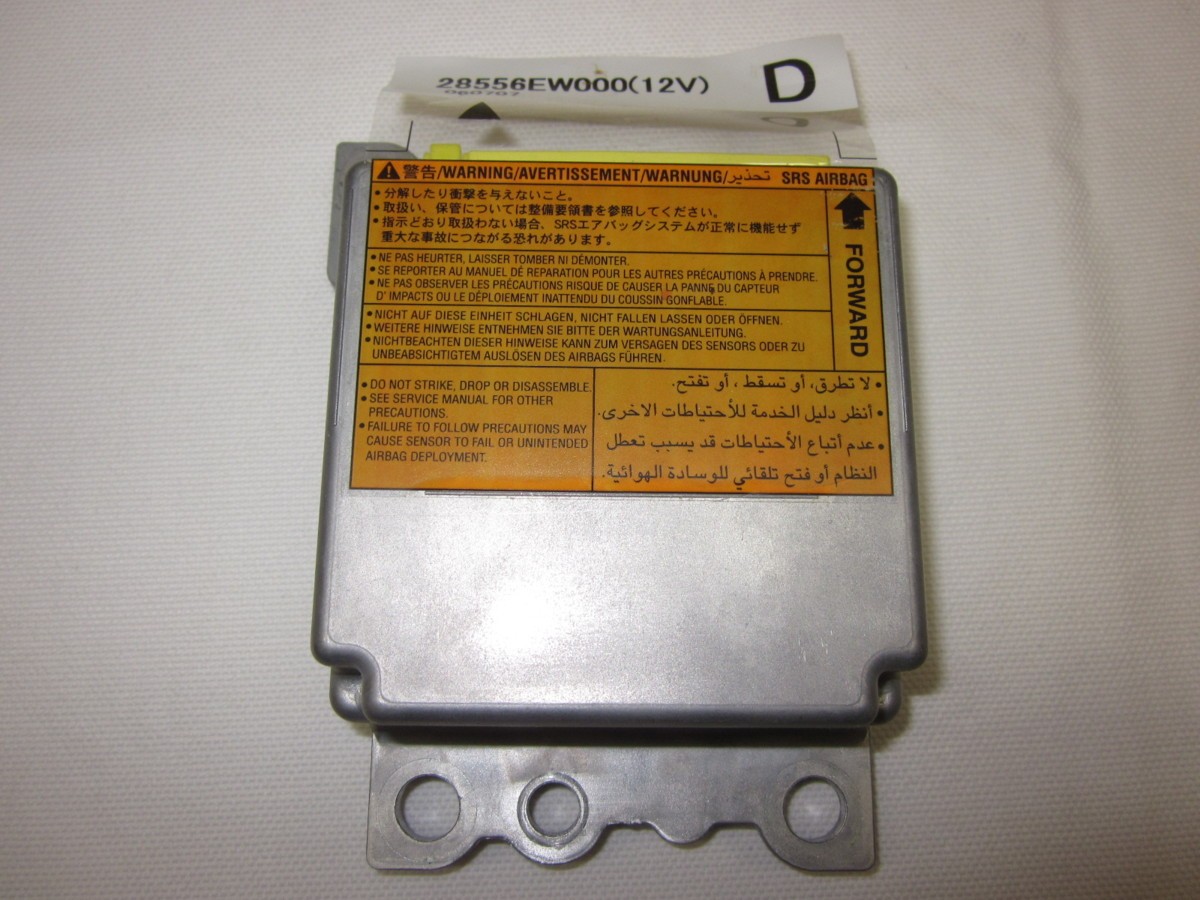 28556EW000(12V) D
060707
警告/WARNING/AVERTISSEMENT/WARNUNG/تحذير SRS AIRBAG
•分解したり衝撃を与えないこと。
•取扱い、保管については整備要領書を参照してください。
•指示どおり取扱わない場合、SRSエアバッグシステムが正常に機能せず
重大な事故につながる恐れがあります。
FORWARD
•NE PAS HEURTER, LAISSER TOMBER NI DÉMONTER.
•SE REPORTER AU MANUEL DE RÉPARATION POUR LES AUTRES PRÉCAUTIONS À PRENDRE.
•NE PAS OBSERVER LES PRÉCAUTIONS RISQUE DE CAUSER LA PANNE DU CAPTEUR
D' IMPACTS OU LE DÉPLOIEMENT INATTENDU DU COUSSIN GONFLABLE.
•NICHT AUF DIESE EINHEIT SCHLAGEN, NICHT FALLEN LASSEN ODER ÖFFNEN.
•WEITERE HINWEISE ENTNEHMEN SIE BITTE DER WARTUNGSANLEITUNG.
•NICHTBEACHTEN DIESER HINWEISE KANN ZUM VERSAGEN DES SENSORS ODER ZU
UNBEABSICHTIGTEM AUSLÖSEN DES AIRBAGS FÜHREN.
•DO NOT STRIKE, DROP OR DISASSEMBLE.
•SEE SERVICE MANUAL FOR OTHER
PRECAUTIONS.
•FAILURE TO FOLLOW PRECAUTIONS MAY
CAUSE SENSOR TO FAIL OR UNINTENDED
AIRBAG DEPLOYMENT.
•لا تطرق، أو تسقط ، أو تفتح.
•أنظر دليل الخدمة للأحتياطات الاخرى.
•عدم أتباع الأحتياطات قد يسبب تعطل
النظام أو فتح تلقائي للوسادة الهوائية.